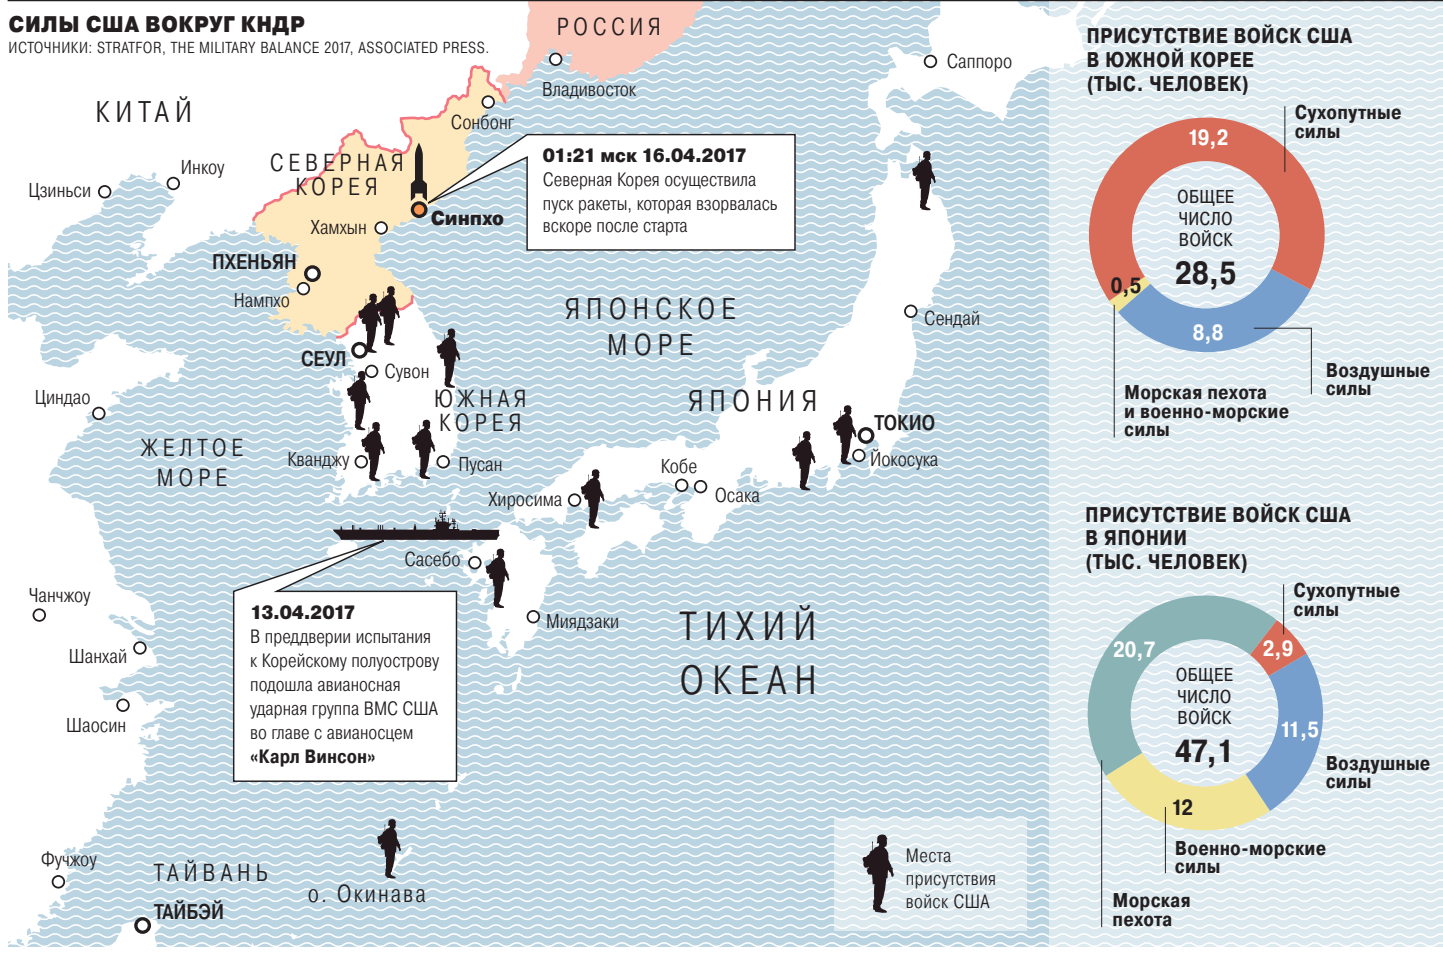 СИЛЫ США ВОКРУГ КНДР
ИСТОЧНИКИ: STRATFOR, THE MILITARY BALANCE 2017, ASSOCIATED PRESS.
РОССИЯ
Владивосток
Саппоро
КИТАЙ
Сонбонг
СЕВЕРНАЯ
КОРЕЯ
Инкоу
Цзиньси
Синпхо
Хамхын
ПХЕНЬЯН
Нампхо
01:21 мск 16.04.2017
Северная Корея осуществила
пуск ракеты, которая взорвалась
вскоре после старта
ЯПОНСКОЕ
МОРЕ
Сендай
СЕУЛ
Сувон
ЮЖНАЯ
КОРЕЯ
ЯПОНИЯ
Циндао
ТОКИО
Йокосука
ЖЕЛТОЕ
МОРЕ
Кванджу
Пусан
Кобе
Осака
Хиросима
Сасебо
Миядзаки
Чанчжоу
13.04.2017
В преддверии испытания
к Корейскому полуострову
подошла авианосная
ударная группа ВМС США
во главе с авианосцем
«Карл Винсон»
ТИХИЙ
ОКЕАН
Шанхай
Шаосин
Фучжоу
ТАЙВАНЬ
ТАЙБЭЙ
о. Окинава
Места
присутствия
войск США
ПРИСУТСТВИЕ ВОЙСК США
В ЮЖНОЙ КОРЕЕ
(ТЫС. ЧЕЛОВЕК)
Сухопутные
силы
19,2
ОБЩЕЕ
ЧИСЛО
ВОЙСК
28,5
0,5
8,8
Воздушные
силы
Морская пехота
и военно-морские
силы
ПРИСУТСТВИЕ ВОЙСК США
В ЯПОНИИ
(ТЫС. ЧЕЛОВЕК)
Сухопутные
силы
20,7
2,9
ОБЩЕЕ
ЧИСЛО
ВОЙСК
47,1
11,5
Воздушные
силы
12
Военно-морские
силы
Морская
пехота